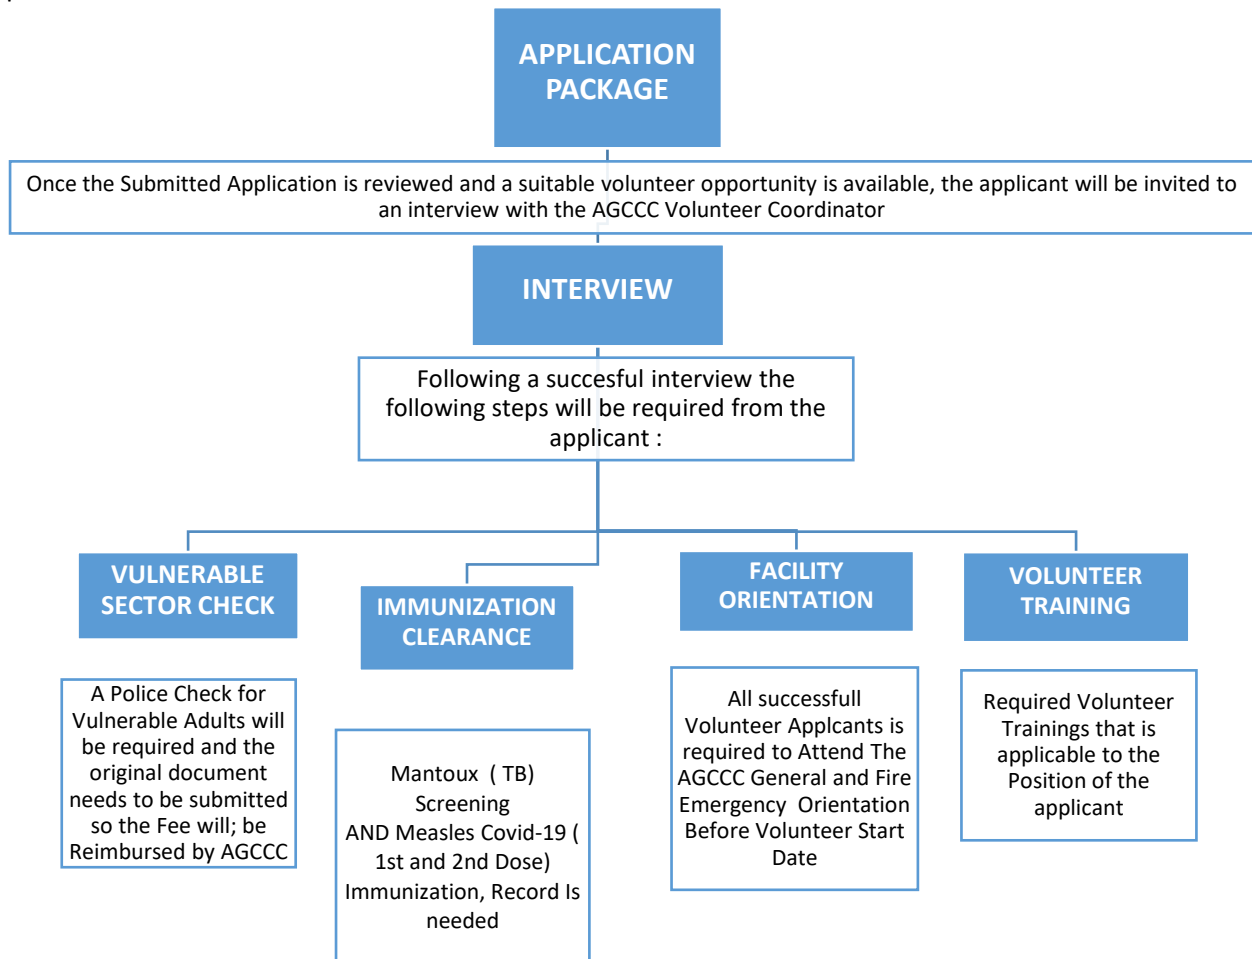 APPLICATION
PACKAGE
Once the Submitted Application is reviewed and a suitable volunteer opportunity is available, the applicant will be invited to
an interview with the AGCCC Volunteer Coordinator
INTERVIEW
Following a succesful interview the
following steps will be required from the
applicant :
VULNERABLE
SECTOR CHECK
A Police Check for
Vulnerable Adults will
be required and the
original document
needs to be submitted
so the Fee will; be
Reimbursed by AGCCC
IMMUNIZATION
CLEARANCE
Mantoux ( TB)
Screening
AND Measles Covid-19 (
1st and 2nd Dose)
Immunization, Record Is
needed
FACILITY
ORIENTATION
All successfull
Volunteer Applcants is
required to Attend The
AGCCC General and Fire
Emergency Orientation
Before Volunteer Start
Date
VOLUNTEER
TRAINING
Required Volunteer
Trainings that is
applicable to the
Position of the
applicant